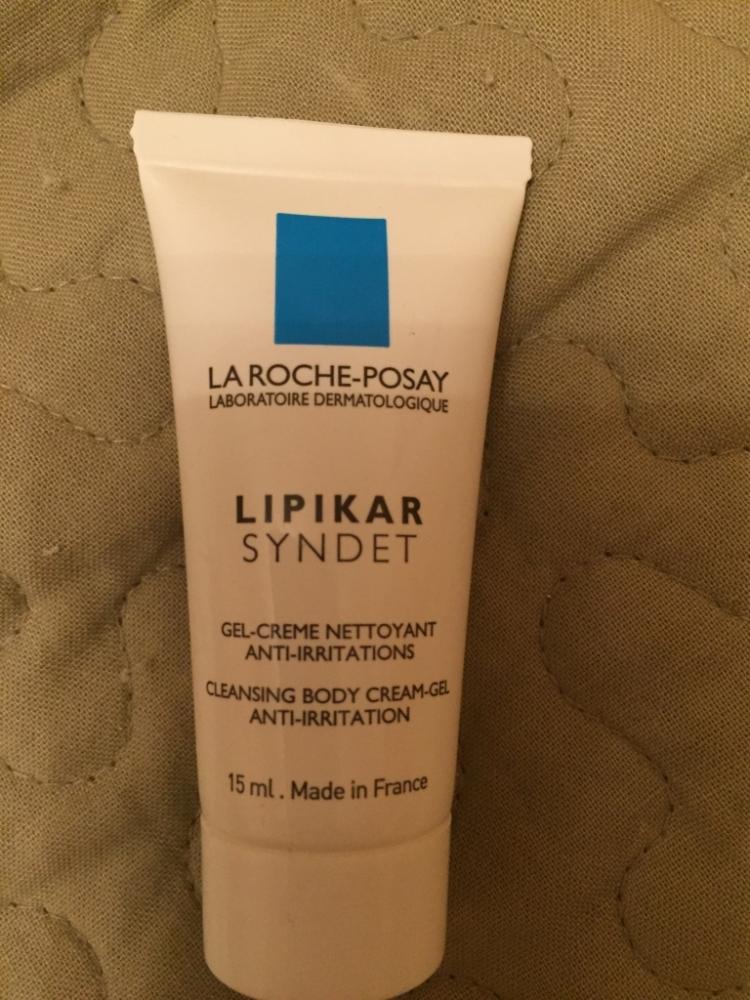 LA ROCHE-POSAY
LABORATOIRE DERMATOLOGIQUE
LIPIKAR
SYNDET
GEL-CREME NETTOYANT
ANTI-IRRITATIONS
CLEANSING BODY CREAM-GEL
ANTI-IRRITATION
15 ml . Made in France